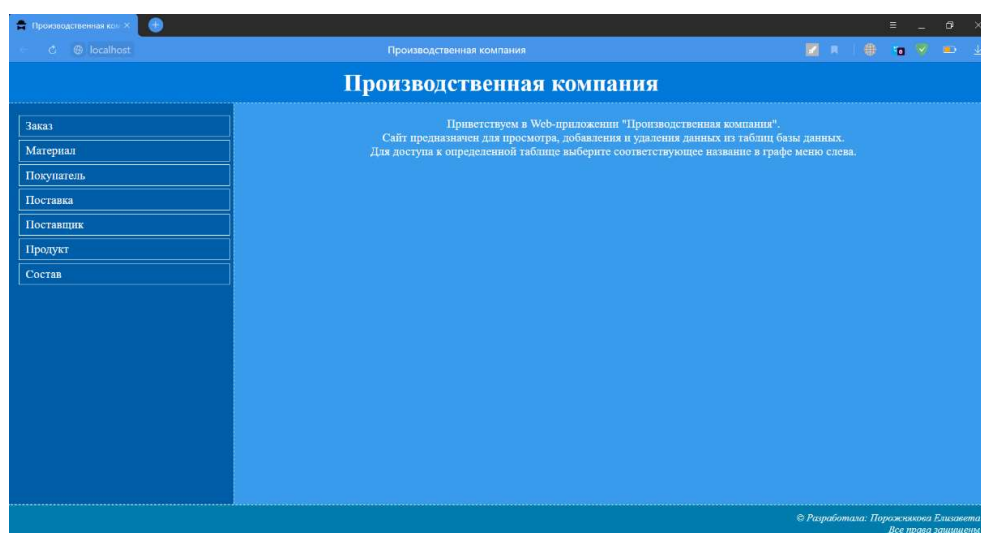 Производственная ком
localhost
Производственная компания
Производственная компания
Заказ
Материал
Покупатель
Поставка
Поставщик
Продукт
Состав
Приветствуем в Web-приложении "Производственная компания".
Сайт предназначен для просмотра, добавления и удаления данных из таблиц базы данных.
Для доступа к определенной таблице выберите соответствующее название в графе меню слева.
© Разработала: Порожнякова Елизавета
Все права защищены